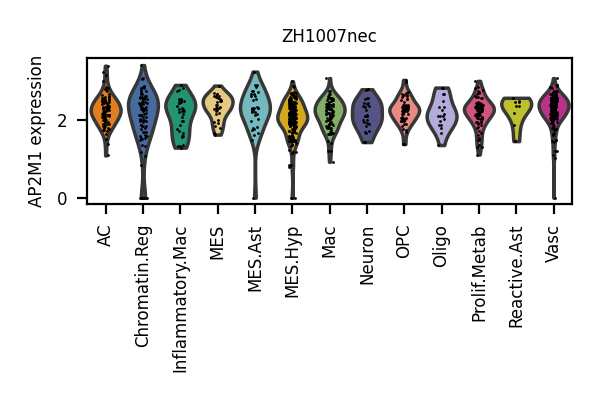 ZH1007nec
AP2M1 expression
2
0
AC
Chromatin.Reg
Inflammatory.Mac
MES
MES.Ast
MES.Hyp
Mac
Neuron
OPC
Oligo
Prolif.Metab
Reactive.Ast
Vasc